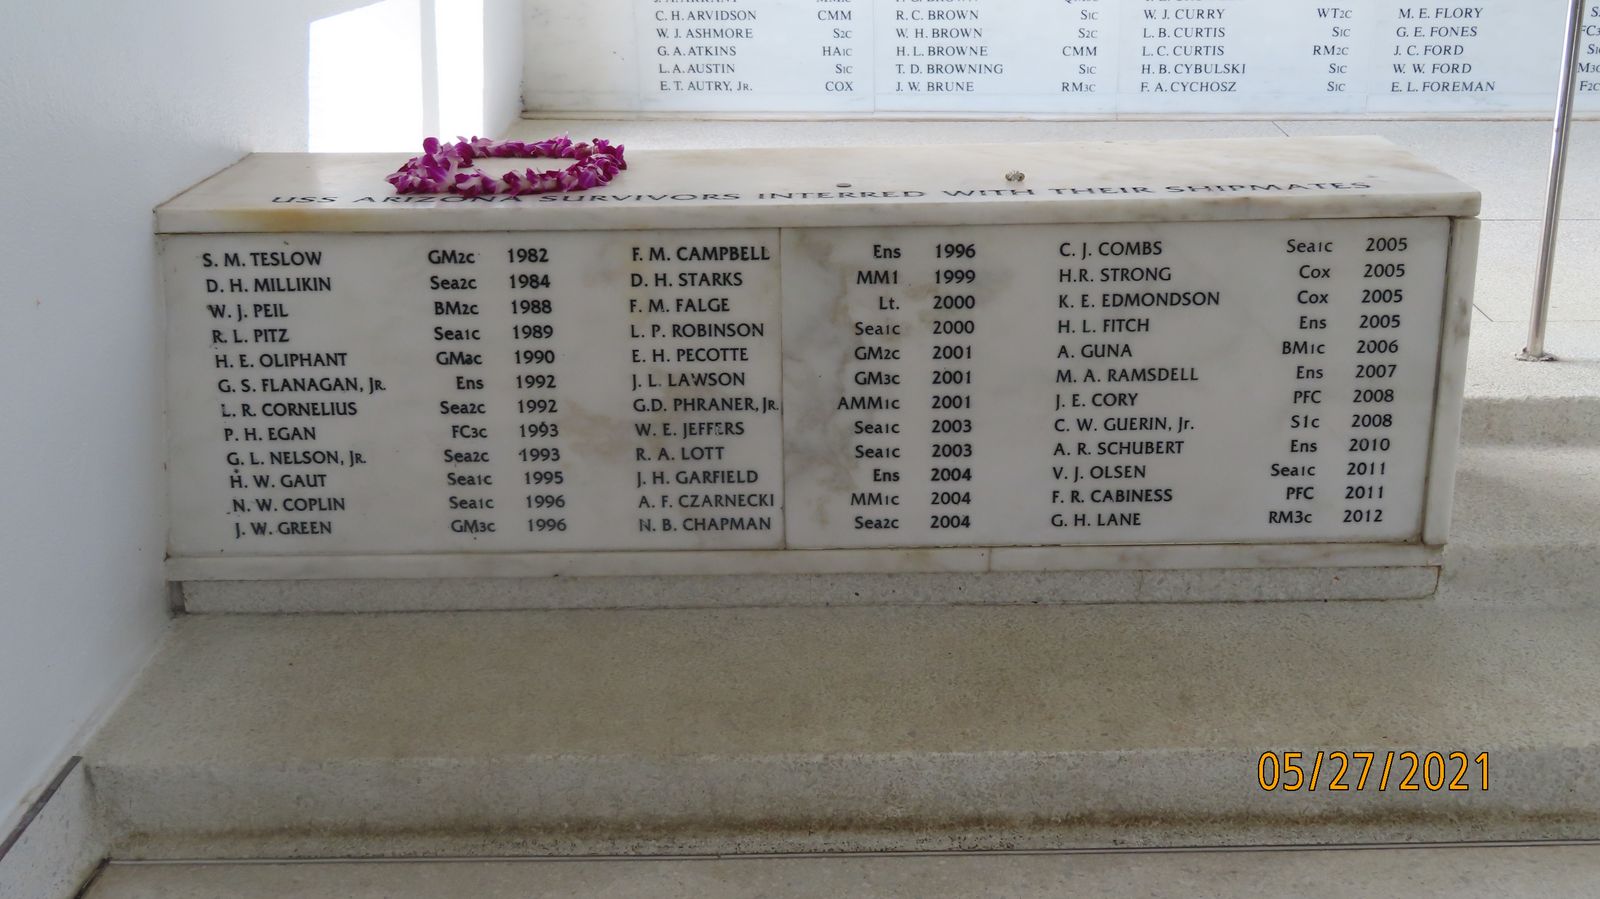 C. H. ARVIDSON CMM R. C. BROWN S1C W. J. CURRY WT2C M. E. FLORY
W. J. ASHMORE S2C W. H. BROWN S2C L. B. CURTIS S1C G. E. FONES
G. A. ATKINS HA1C H. L. BROWNE CMM L. C. CURTIS RM2C J. C. FORD
L. A. AUSTIN S1C T. D. BROWNING S1C H. B. CYBULSKI S1C W. W. FORD
E. T. AUTRY, JR. COX J. W. BRUNE RM3C F. A. CYCHOSZ S1C E. L. FOREMAN F2C
USS ARIZONA SURVIVORS INTERRED WITH THEIR SHIPMATES
S. M. TESLOW GM2c 1982 F. M. CAMPBELL Ens 1996 C. J. COMBS Sea1c 2005
D. H. MILLIKIN Sea2c 1984 D. H. STARKS MM1 1999 H.R. STRONG Cox 2005
W. J. PEIL BM2c 1988 F. M. FALGE Lt. 2000 K. E. EDMONDSON Cox 2005
R. L. PITZ Sea1c 1989 L. P. ROBINSON Sea1c 2000 H. L. FITCH Ens 2005
H. E. OLIPHANT GM3c 1990 E. H. PECOTTE GM2c 2001 A. GUNA BM1c 2006
G. S. FLANAGAN, JR. Ens 1992 J. L. LAWSON GM3c 2001 M. A. RAMSDELL Ens 2007
L. R. CORNELIUS Sea2c 1992 G.D. PHRANER, JR. AMM1c 2001 J. E. CORY PFC 2008
P. H. EGAN FC3c 1993 W. E. JEFFERS Sea1c 2003 C. W. GUERIN, Jr. S1c 2008
G. L. NELSON, JR. Sea2c 1993 R. A. LOTT Sea1c 2003 A. R. SCHUBERT Ens 2010
H. W. GAUT Sea1c 1995 J. H. GARFIELD Ens 2004 V. J. OLSEN Sea1c 2011
N. W. COPLIN Sea1c 1996 A. F. CZARNECKI MM1c 2004 F. R. CABINESS PFC 2011
J. W. GREEN GM3c 1996 N. B. CHAPMAN Sea2c 2004 G. H. LANE RM3c 2012
05/27/2021